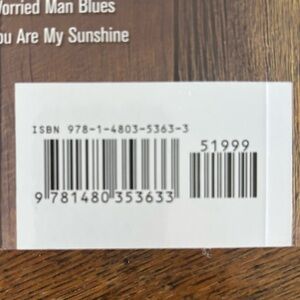 Worried Man Blues
You Are My Sunshine
ISBN 978-1-4803-5363-3
51999
9 781480 353633